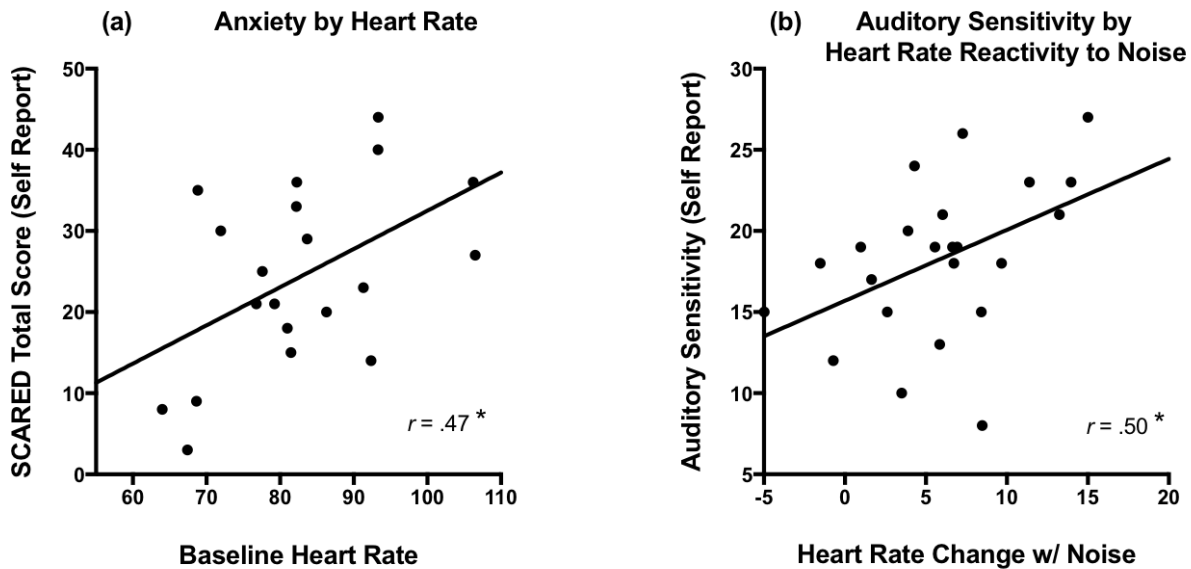 (a) Anxiety by Heart Rate
SCARED Total Score (Self Report)
50
40
30
20
10
0
r = .47 *
60 70 80 90 100 110
Baseline Heart Rate
(b) Auditory Sensitivity by
Heart Rate Reactivity to Noise
Auditory Sensitivity (Self Report)
30
25
20
15
10
5
r = .50 *
-5 0 5 10 15 20
Heart Rate Change w/ Noise